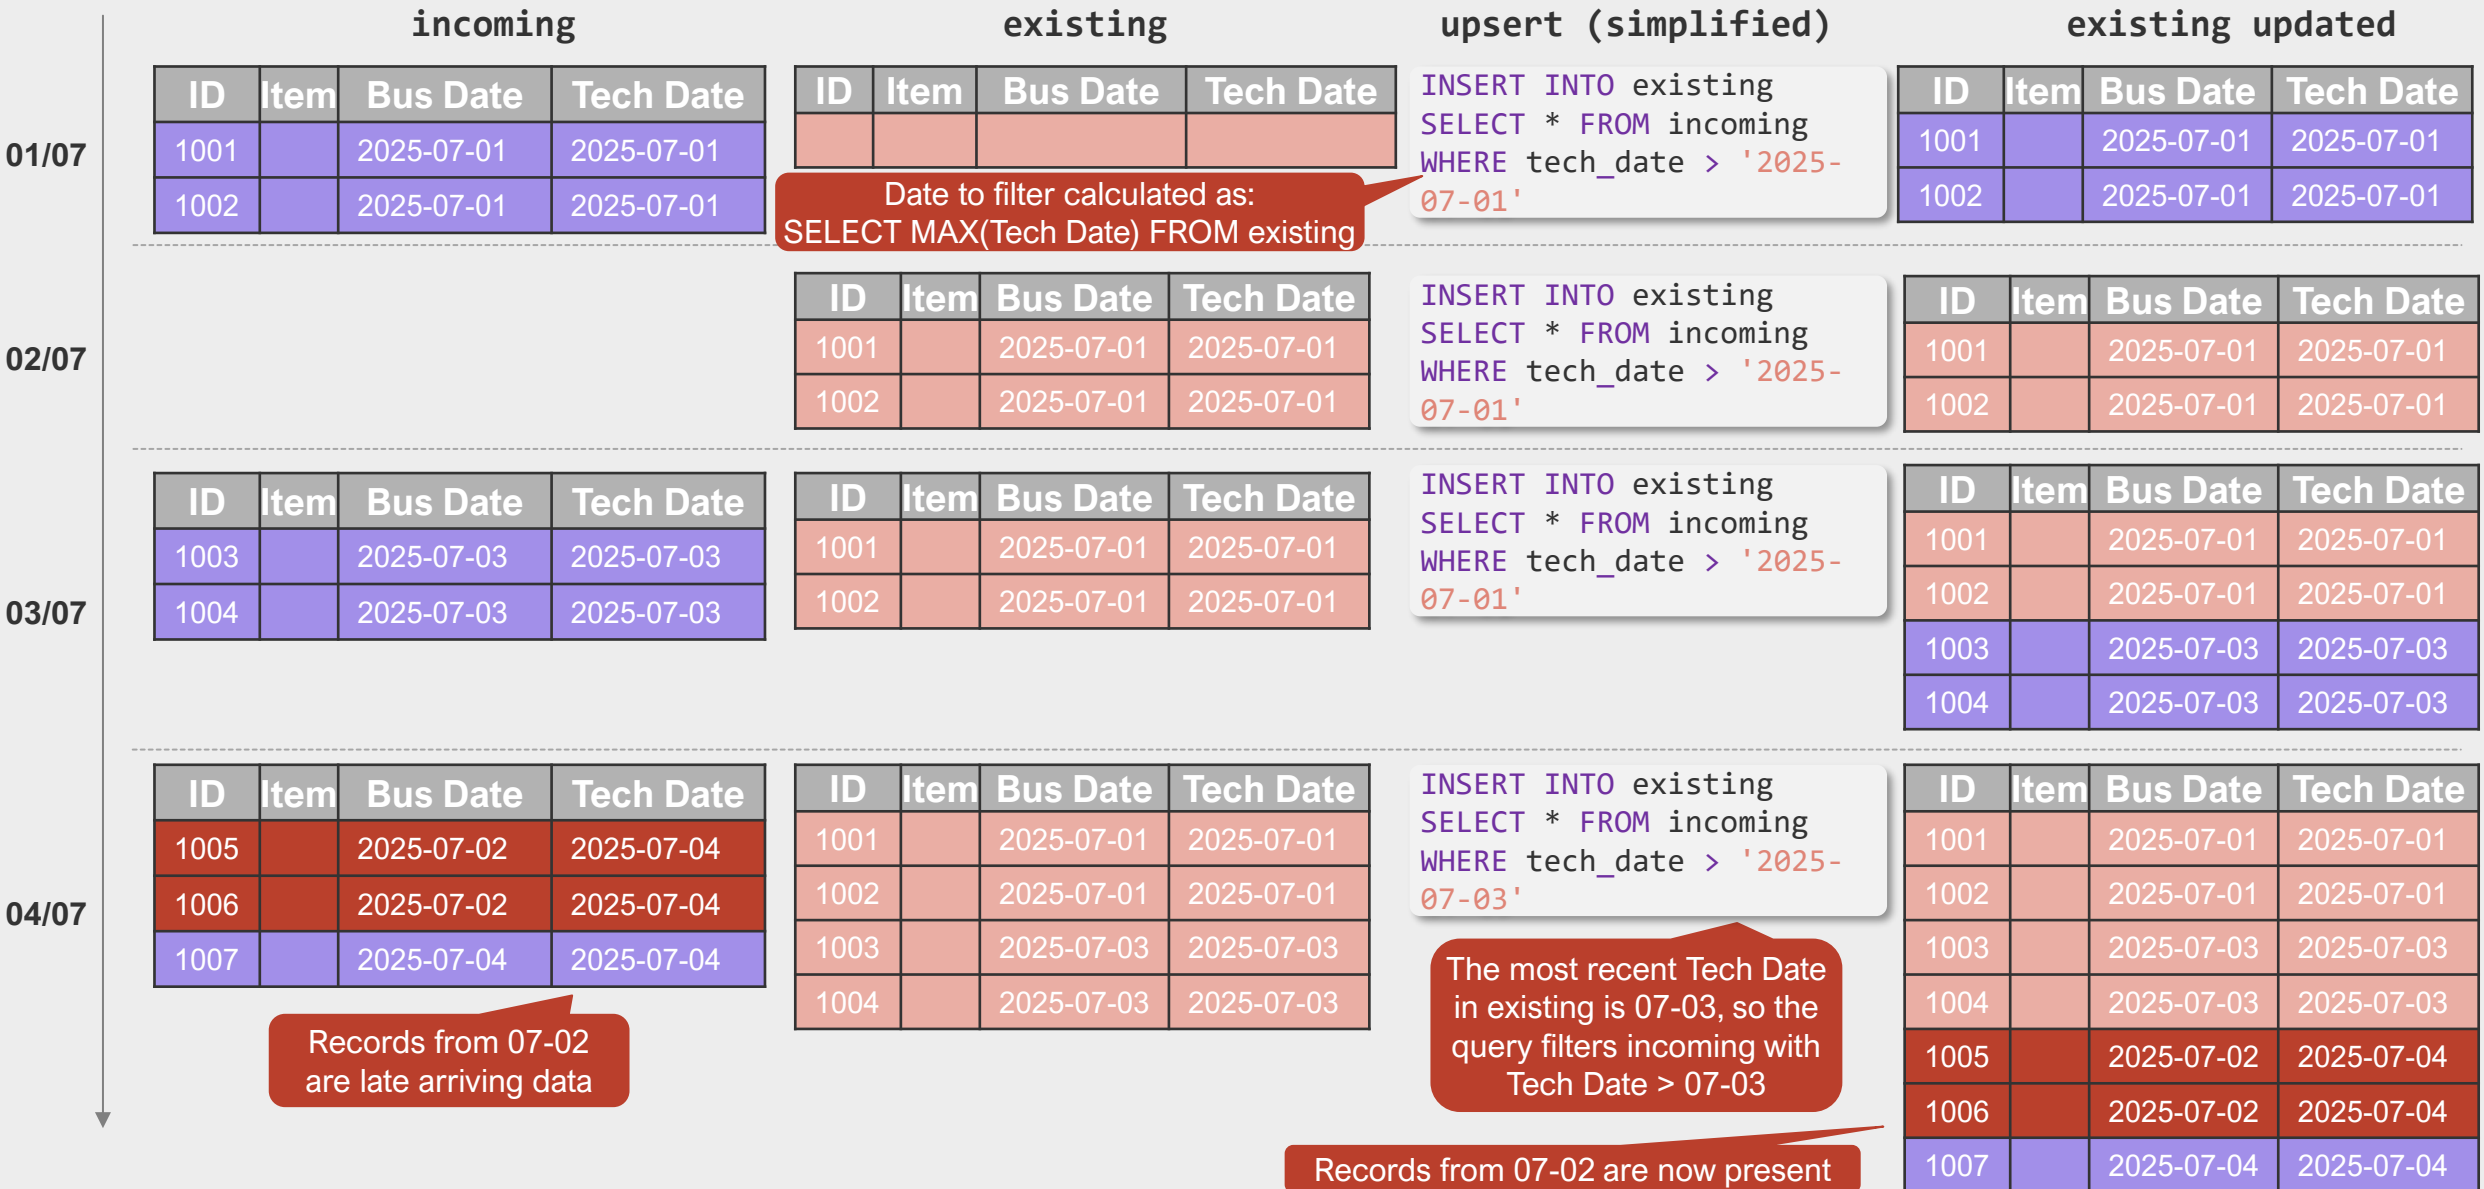 incoming
existing
upsert (simplified)
existing updated
01/07
ID Item Bus Date Tech Date
1001 2025-07-01 2025-07-01
1002 2025-07-01 2025-07-01
ID Item Bus Date Tech Date
Date to filter calculated as:
SELECT MAX(Tech Date) FROM existing
INSERT INTO existing
SELECT * FROM incoming
WHERE tech_date > '2025-
07-01'
ID Item Bus Date Tech Date
1001 2025-07-01 2025-07-01
1002 2025-07-01 2025-07-01
02/07
ID Item Bus Date Tech Date
1001 2025-07-01 2025-07-01
1002 2025-07-01 2025-07-01
INSERT INTO existing
SELECT * FROM incoming
WHERE tech_date > '2025-
07-01'
ID Item Bus Date Tech Date
1001 2025-07-01 2025-07-01
1002 2025-07-01 2025-07-01
03/07
ID Item Bus Date Tech Date
1003 2025-07-03 2025-07-03
1004 2025-07-03 2025-07-03
ID Item Bus Date Tech Date
1001 2025-07-01 2025-07-01
1002 2025-07-01 2025-07-01
INSERT INTO existing
SELECT * FROM incoming
WHERE tech_date > '2025-
07-01'
ID Item Bus Date Tech Date
1001 2025-07-01 2025-07-01
1002 2025-07-01 2025-07-01
1003 2025-07-03 2025-07-03
1004 2025-07-03 2025-07-03
04/07
ID Item Bus Date Tech Date
1005 2025-07-02 2025-07-04
1006 2025-07-02 2025-07-04
1007 2025-07-04 2025-07-04
Records from 07-02
are late arriving data
ID Item Bus Date Tech Date
1001 2025-07-01 2025-07-01
1002 2025-07-01 2025-07-01
1003 2025-07-03 2025-07-03
1004 2025-07-03 2025-07-03
INSERT INTO existing
SELECT * FROM incoming
WHERE tech_date > '2025-
07-03'
The most recent Tech Date
in existing is 07-03, so the
query filters incoming with
Tech Date > 07-03
Records from 07-02 are now present
ID Item Bus Date Tech Date
1001 2025-07-01 2025-07-01
1002 2025-07-01 2025-07-01
1003 2025-07-03 2025-07-03
1004 2025-07-03 2025-07-03
1005 2025-07-02 2025-07-04
1006 2025-07-02 2025-07-04
1007 2025-07-04 2025-07-04